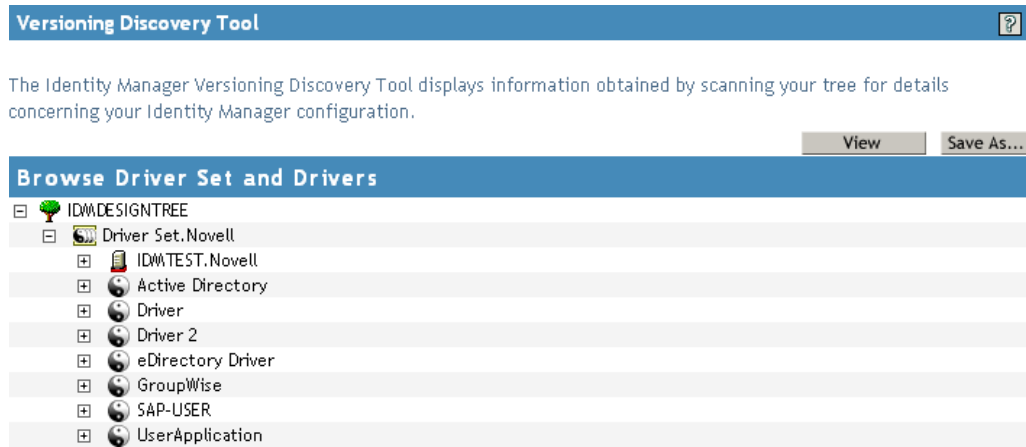 Versioning Discovery Tool
?
The Identity Manager Versioning Discovery Tool displays information obtained by scanning your tree for details
concerning your Identity Manager configuration.
View Save As...
Browse Driver Set and Drivers
IDMDESIGNTREE
Driver Set.Novell
IDMTEST.Novell
Active Directory
Driver
Driver 2
eDirectory Driver
GroupWise
SAP-USER
UserApplication